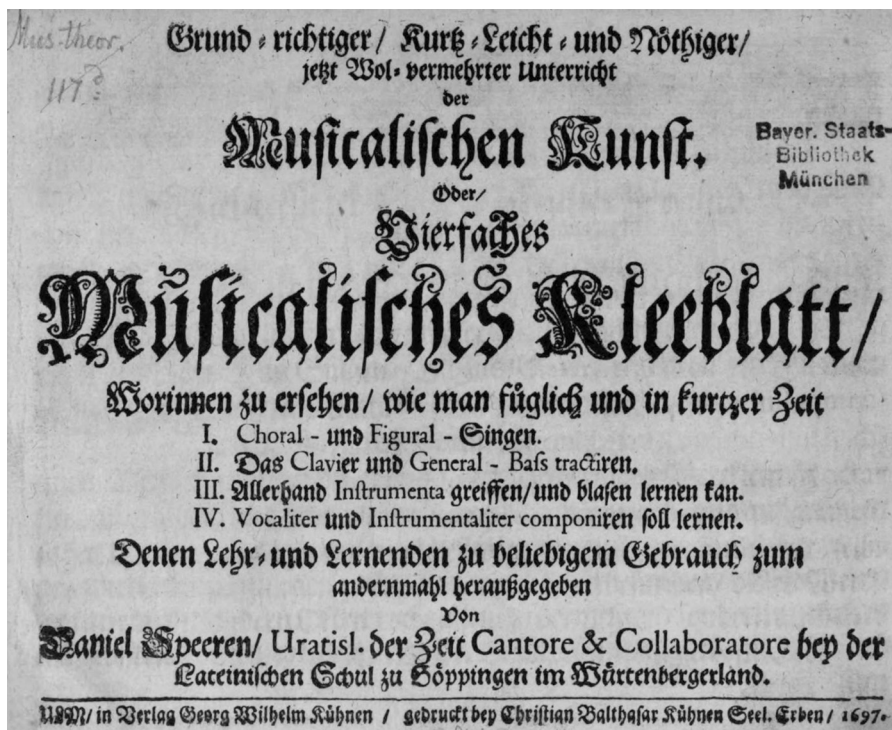 Mus. theor.
117 d
Grund-richtiger/ Kurtz-Leicht-und Nöthiger/
jetzt Wol-vermehrter Unterricht
der
Musicalischen Kunst.
Bayer. Staats-
Bibliothek
München
Oder/
Vierfaches
Musicalisches Kleeblatt/
Worinnen zu ersehen/ wie man füglich und in kurtzer Zeit
I. Choral - und Figural - Singen.
II. Das Clavier und General - Bass tractiren.
III. Allerhand Instrumenta greiffen/ und blasen lernen kan.
IV. Vocaliter und Instrumentaliter componiren soll lernen.
Denen Lehr-und Lernenden zu beliebigem Gebrauch zum
andernmahl heraußgegeben
Von
Daniel Speeren/ Uratisl. der Zeit Cantore & Collaboratore bey der
Lateinischen Schul zu Göppingen im Würtenbergerland.
ULM/ in Verlag Georg Wilhelm Kühnen / gedruckt bey Christian Balthasar Kühnen Seel. Erben/ 1697.